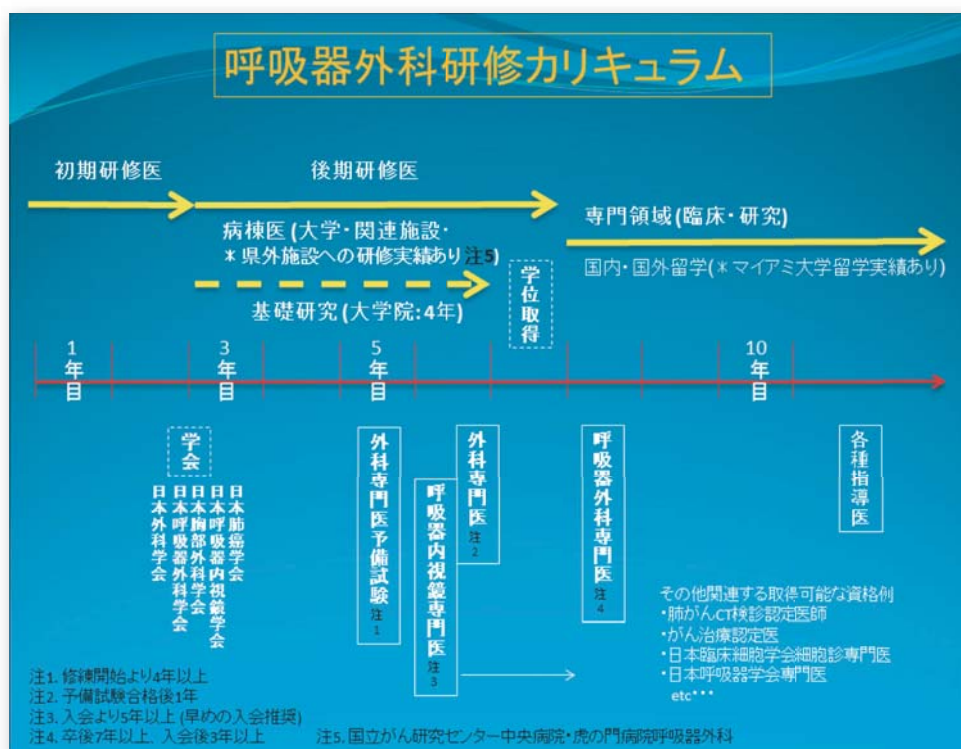 呼吸器外科研修カリキュラム
初期研修医
後期研修医
病棟医(大学・関連施設・
＊県外施設への研修実績あり注5)
基礎研究(大学院:4年)
学位取得
専門領域(臨床・研究)
国内・国外留学(＊マイアミ大学留学実績あり)
1年目
3年目
5年目
10年目
学会
日本外科学会
日本呼吸器外科学会
日本胸部外科学会
日本呼吸器内視鏡学会
日本肺癌学会
外科専門医予備試験 注1
呼吸器内視鏡専門医 注3
外科専門医 注2
呼吸器外科専門医 注4
各種指導医
その他関連する取得可能な資格例
・肺がんCT検診認定医師
・がん治療認定医
・日本臨床細胞学会細胞診専門医
・日本呼吸器学会専門医
etc・・・
注1. 修練開始より4年以上
注2. 予備試験合格後1年
注3. 入会より5年以上(早めの入会推奨)
注4. 卒後7年以上、入会後3年以上
注5. 国立がん研究センター中央病院・虎の門病院呼吸器外科